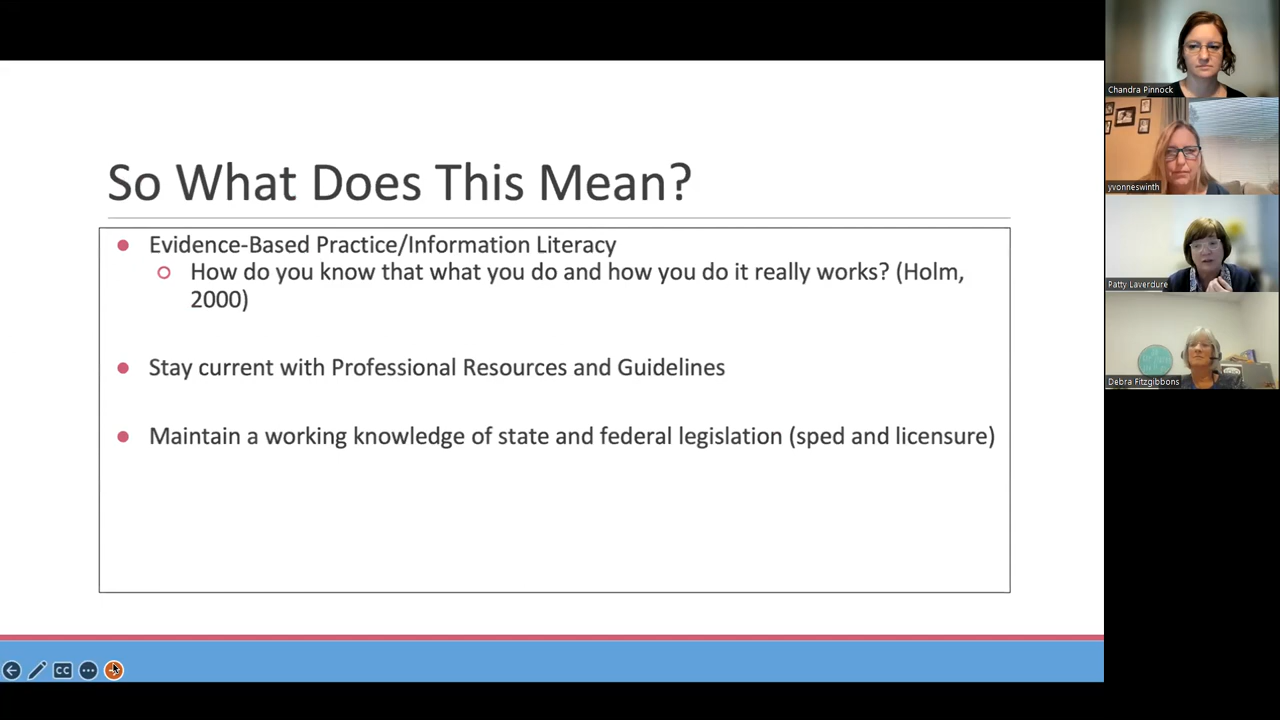 So What Does This Mean?
Evidence-Based Practice/Information Literacy
How do you know that what you do and how you do it really works? (Holm,
2000)
Stay current with Professional Resources and Guidelines
Maintain a working knowledge of state and federal legislation (sped and licensure)
CC
Chandra Pinnock
yvonneswinth
Patty Laverdure
Debra Fitzgibbons